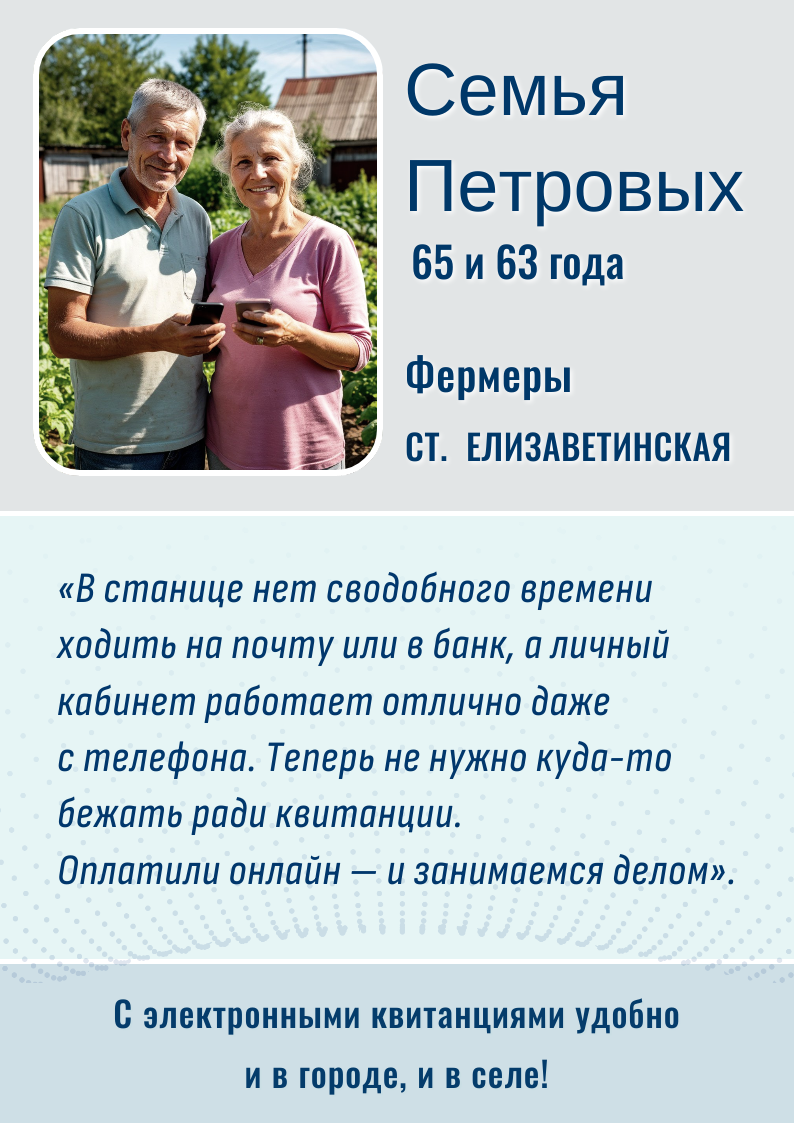 Семья
Петровых
65 и 63 года
Фермеры
СТ. ЕЛИЗАВЕТИНСКАЯ
«В станице нет сводобного времени
ходить на почту или в банк, а личный
кабинет работает отлично даже
с телефона. Теперь не нужно куда-то
бежать ради квитанции.
Оплатили онлайн — и занимаемся делом».
С электронными квитанциями удобно
и в городе, и в селе!